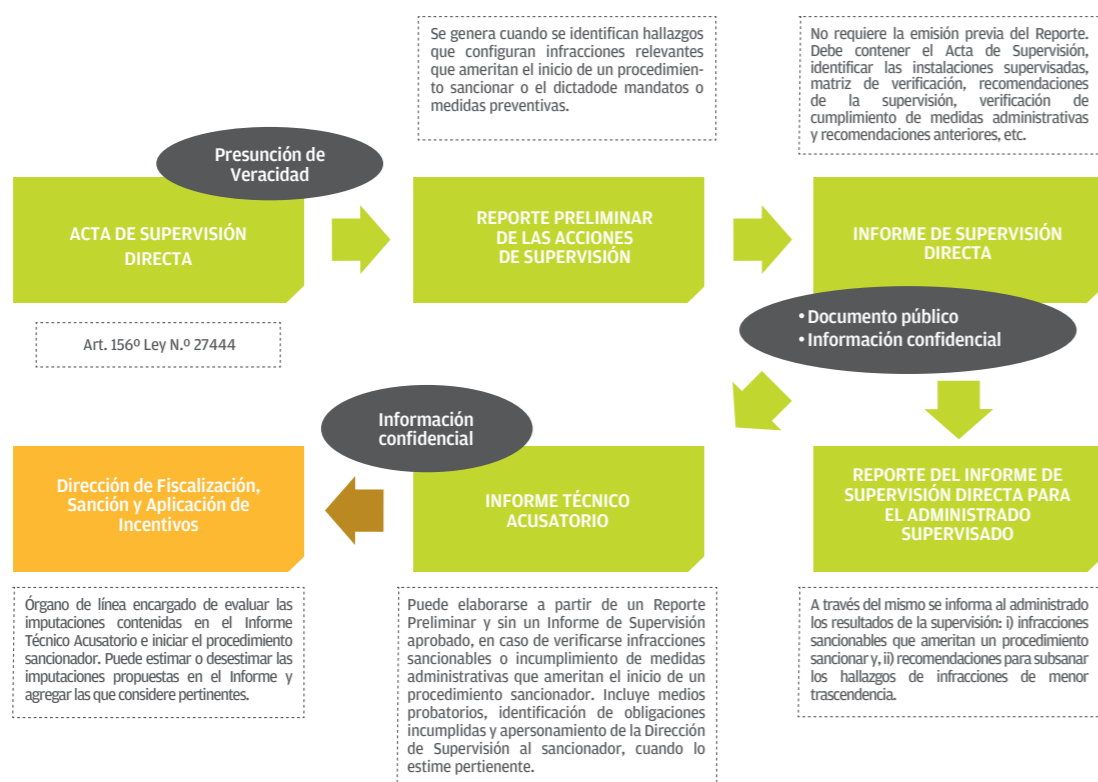 Se genera cuando se identifican hallazgos
que configuran infracciones relevantes
que ameritan el inicio de un procedimien-
to sancionar o el dictadode mandatos o
medidas preventivas.
No requiere la emisión previa del Reporte.
Debe contener el Acta de Supervisión,
identificar las instalaciones supervisadas,
matriz de verificación, recomendaciones
de la supervisión, verificación de
cumplimiento de medidas administrativas
y recomendaciones anteriores, etc.
Presunción de
Veracidad
ACTA DE SUPERVISIÓN
DIRECTA
REPORTE PRELIMINAR
DE LAS ACCIONES
DE SUPERVISIÓN
INFORME DE SUPERVISIÓN
DIRECTA
• Documento público
• Información confidencial
Art. 156º Ley N.º 27444
Información
confidencial
Dirección de Fiscalización,
Sanción y Aplicación de
Incentivos
INFORME TÉCNICO
ACUSATORIO
REPORTE DEL INFORME DE
SUPERVISIÓN DIRECTA PARA
EL ADMINISTRADO
SUPERVISADO
Órgano de línea encargado de evaluar las
imputaciones contenidas en el Informe
Técnico Acusatorio e iniciar el procedimiento
sancionador. Puede estimar o desestimar las
imputaciones propuestas en el Informe y
agregar las que considere pertinentes.
Puede elaborarse a partir de un Reporte
Preliminar y sin un Informe de Supervisión
aprobado, en caso de verificarse infracciones
sancionables o incumplimiento de medidas
administrativas que ameritan el inicio de un
procedimiento sancionador. Incluye medios
probatorios, identificación de obligaciones
incumplidas y apersonamiento de la Dirección
de Supervisión al sancionador, cuando lo
estime pertienente.
A través del mismo se informa al administrado
los resultados de la supervisión: i) infracciones
sancionables que ameritan un procedimiento
sancionar y, ii) recomendaciones para subsanar
los hallazgos de infracciones de menor
trascendencia.